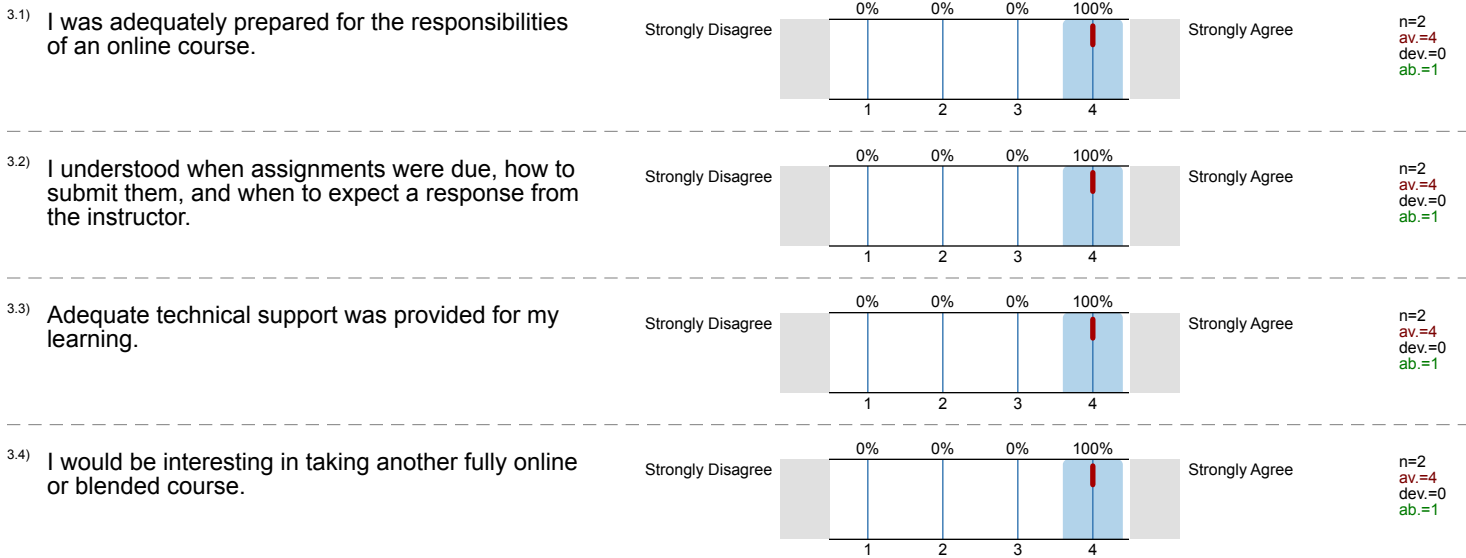 3.1) I was adequately prepared for the responsibilities
of an online course.
Strongly Disagree
0% 0% 0% 100%
1 2 3 4
Strongly Agree
n=2
av.=4
dev.=0
ab.=1
3.2) I understood when assignments were due, how to
submit them, and when to expect a response from
the instructor.
Strongly Disagree
0% 0% 0% 100%
1 2 3 4
Strongly Agree
n=2
av.=4
dev.=0
ab.=1
3.3) Adequate technical support was provided for my
learning.
Strongly Disagree
0% 0% 0% 100%
1 2 3 4
Strongly Agree
n=2
av.=4
dev.=0
ab.=1
3.4) I would be interesting in taking another fully online
or blended course.
Strongly Disagree
0% 0% 0% 100%
1 2 3 4
Strongly Agree
n=2
av.=4
dev.=0
ab.=1